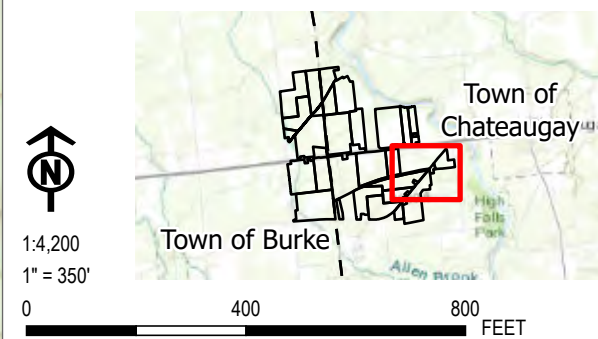 Town of
Chateaugay
N
High
Falls
Park
1:4,200
Town of Burke
1" = 350'
Allen Brook
0 400 800
FEET